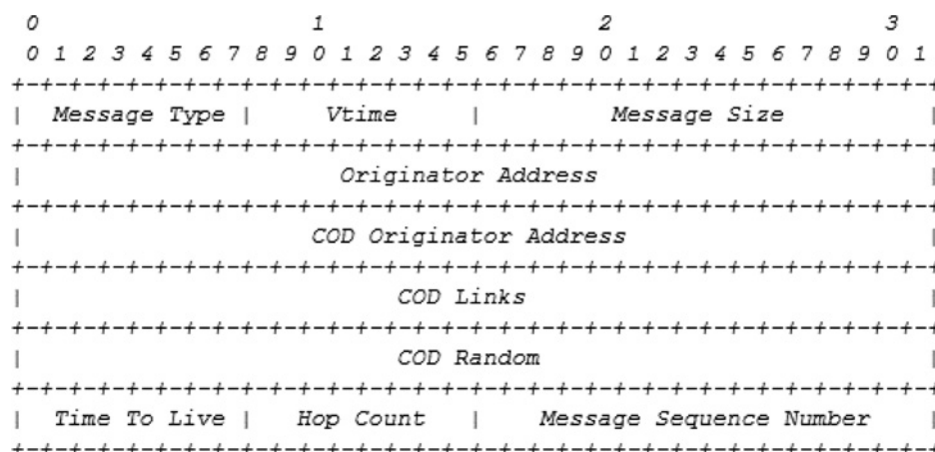 0 1 2 3
0 1 2 3 4 5 6 7 8 9 0 1 2 3 4 5 6 7 8 9 0 1 2 3 4 5 6 7 8 9 0 1
+-+-+-+-+-+-+-+-+-+-+-+-+-+-+-+-+-+-+-+-+-+-+-+-+-+-+-+-+-+-+-+-+
| Message Type | Vtime | Message Size |
+-+-+-+-+-+-+-+-+-+-+-+-+-+-+-+-+-+-+-+-+-+-+-+-+-+-+-+-+-+-+-+-+
| Originator Address |
+-+-+-+-+-+-+-+-+-+-+-+-+-+-+-+-+-+-+-+-+-+-+-+-+-+-+-+-+-+-+-+-+
| COD Originator Address |
+-+-+-+-+-+-+-+-+-+-+-+-+-+-+-+-+-+-+-+-+-+-+-+-+-+-+-+-+-+-+-+-+
| COD Links |
+-+-+-+-+-+-+-+-+-+-+-+-+-+-+-+-+-+-+-+-+-+-+-+-+-+-+-+-+-+-+-+-+
| COD Random |
+-+-+-+-+-+-+-+-+-+-+-+-+-+-+-+-+-+-+-+-+-+-+-+-+-+-+-+-+-+-+-+-+
| Time To Live | Hop Count | Message Sequence Number |
+-+-+-+-+-+-+-+-+-+-+-+-+-+-+-+-+-+-+-+-+-+-+-+-+-+-+-+-+-+-+-+-+